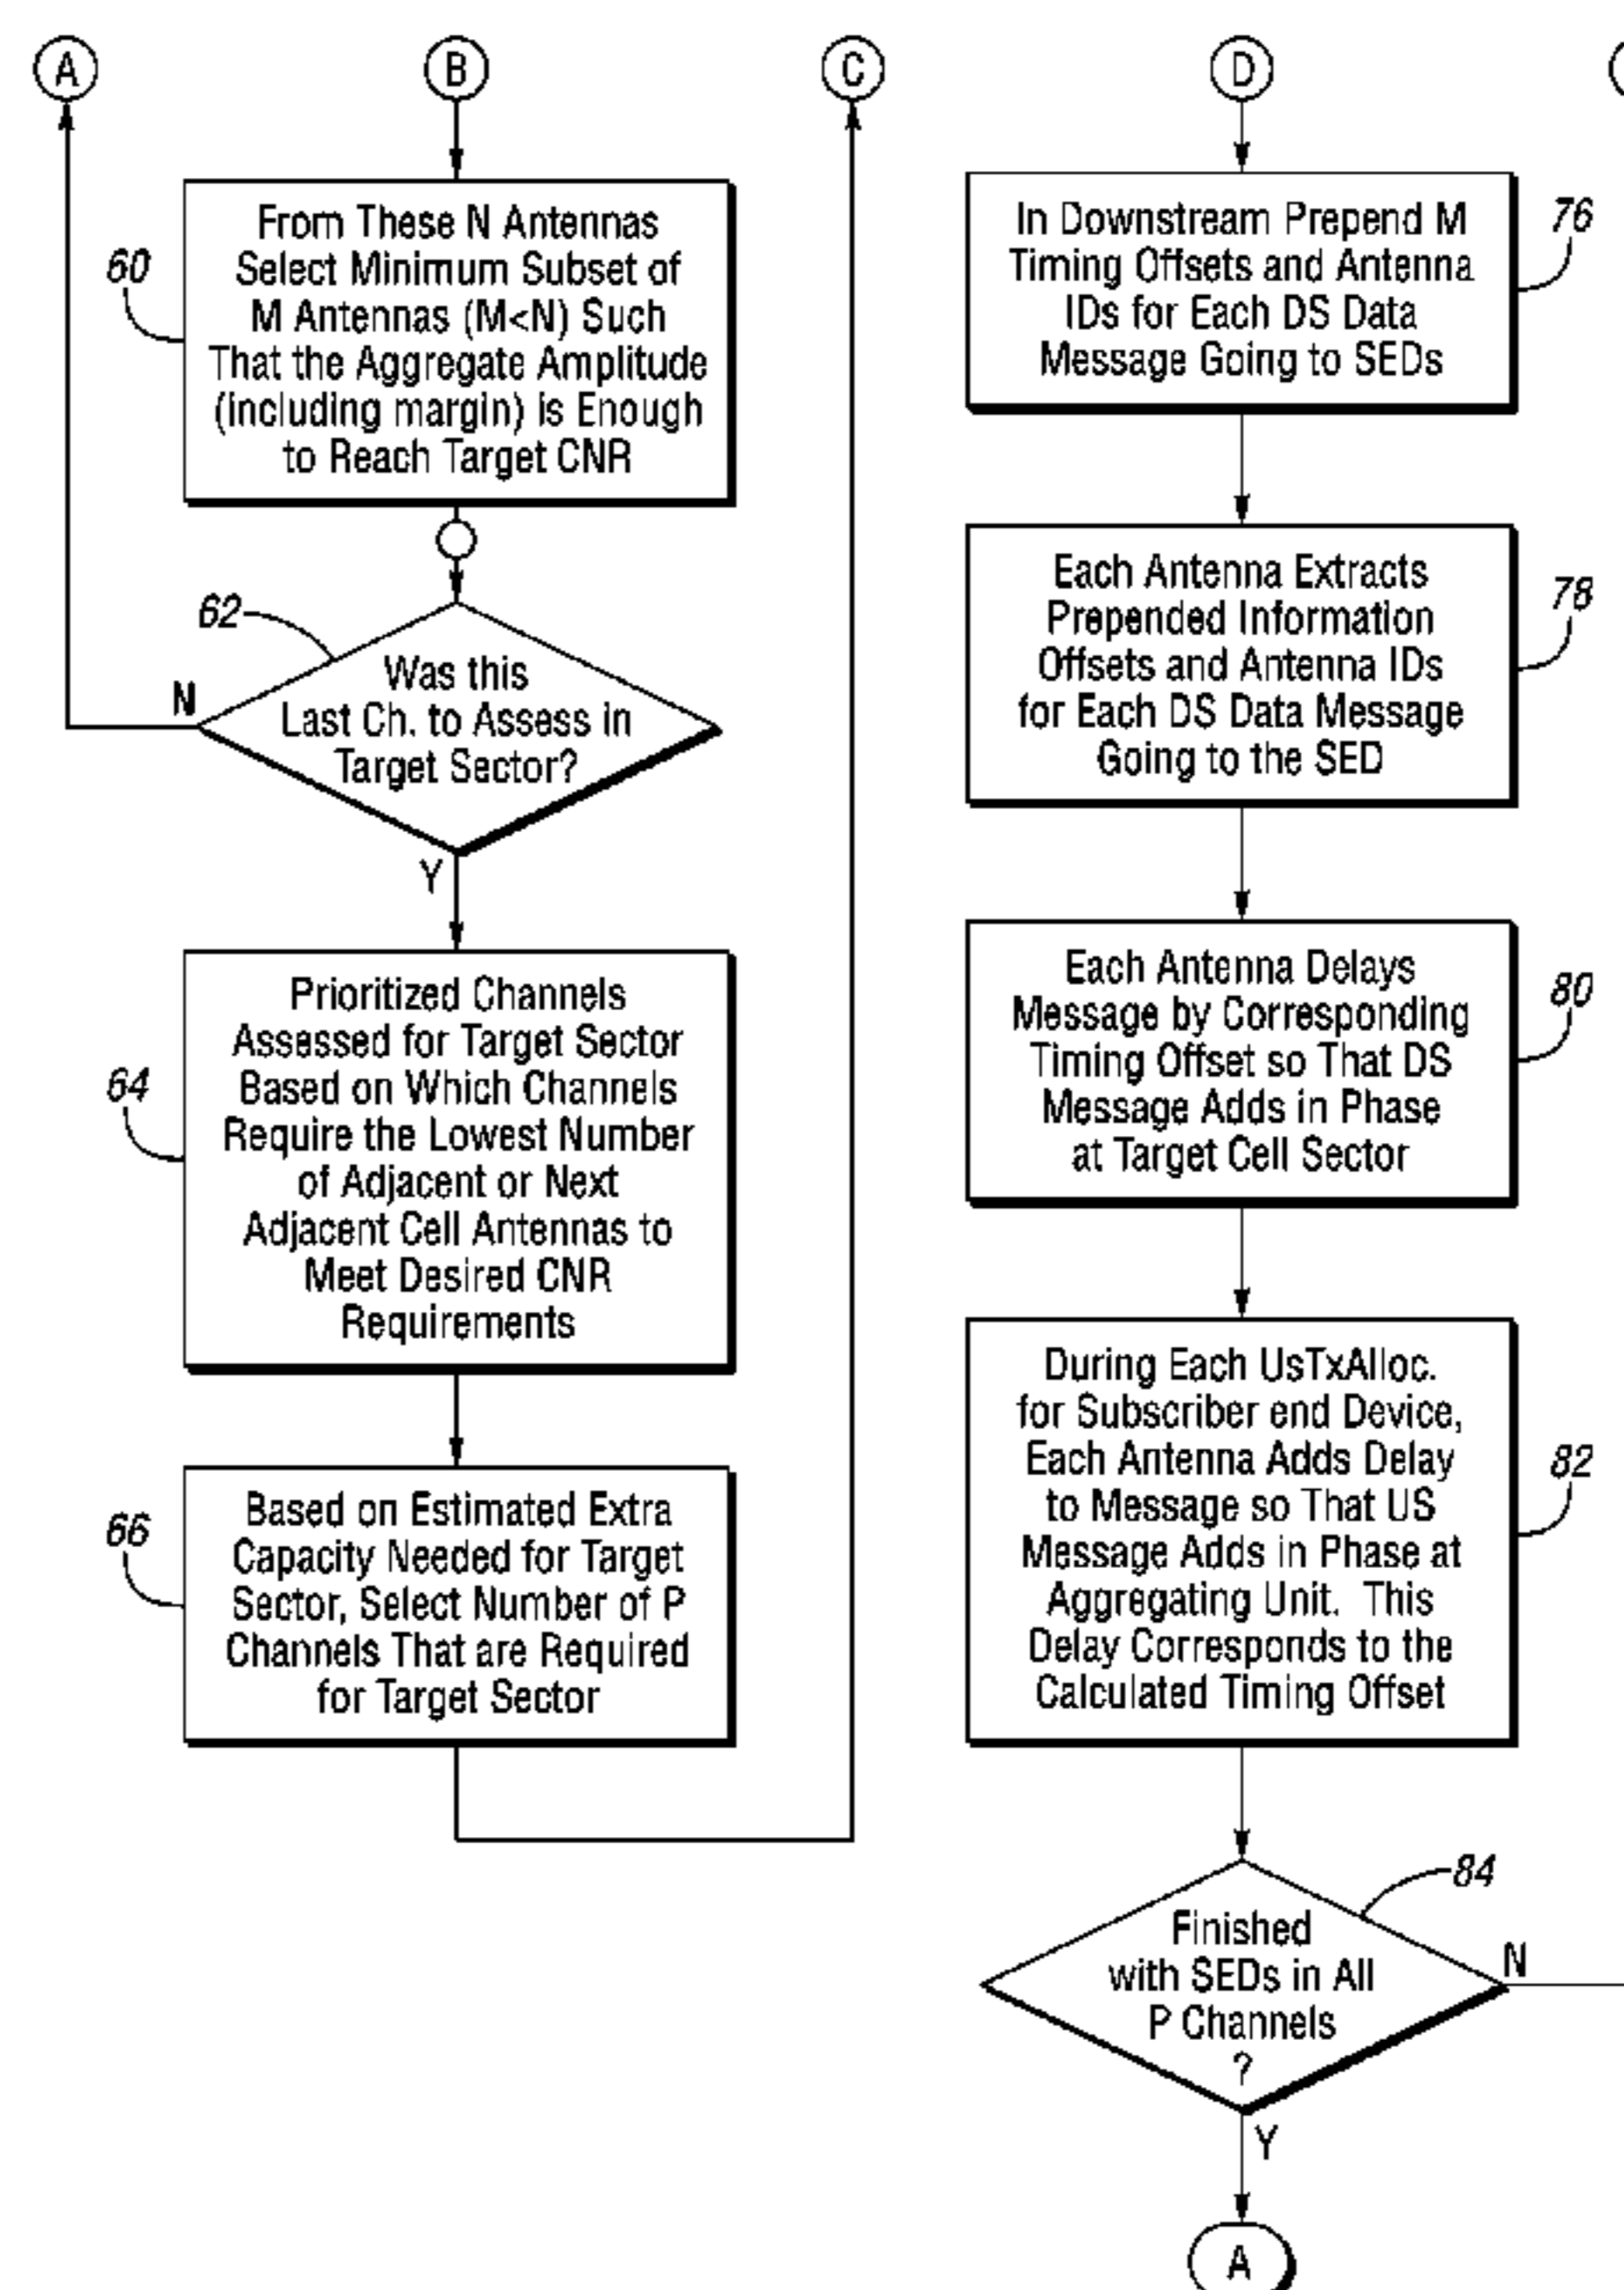 A
B
C
D
From These N Antennas
Select Minimum Subset of
M Antennas (M<N) Such
That the Aggregate Amplitude
(including margin) is Enough
to Reach Target CNR
60
62
Was this
Last Ch. to Assess in
Target Sector?
N
Y
Prioritized Channels
Assessed for Target Sector
Based on Which Channels
Require the Lowest Number
of Adjacent or Next
Adjacent Cell Antennas to
Meet Desired CNR
Requirements
64
Based on Estimated Extra
Capacity Needed for Target
Sector, Select Number of P
Channels That are Required
for Target Sector
66
In Downstream Prepend M
Timing Offsets and Antenna
IDs for Each DS Data
Message Going to SEDs
76
Each Antenna Extracts
Prepended Information
Offsets and Antenna IDs
for Each DS Data Message
Going to the SED
78
Each Antenna Delays
Message by Corresponding
Timing Offset so That DS
Message Adds in Phase
at Target Cell Sector
80
During Each UsTxAlloc.
for Subscriber end Device,
Each Antenna Adds Delay
to Message so That US
Message Adds in Phase at
Aggregating Unit. This
Delay Corresponds to the
Calculated Timing Offset
82
84
Finished
with SEDs in All
P Channels
?
N
Y
A